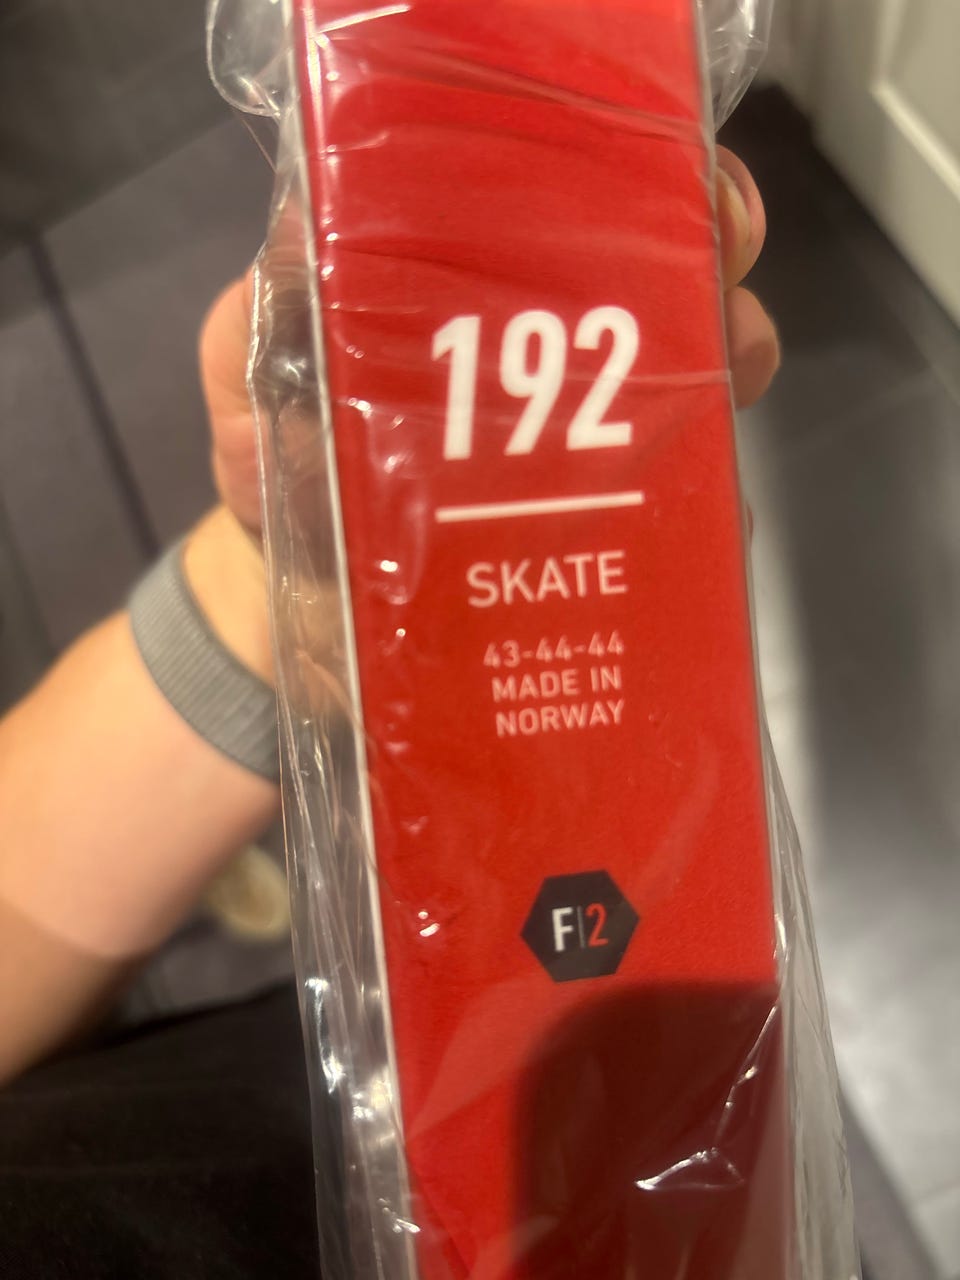 192
SKATE
43-44-44
MADE IN
NORWAY
F|2